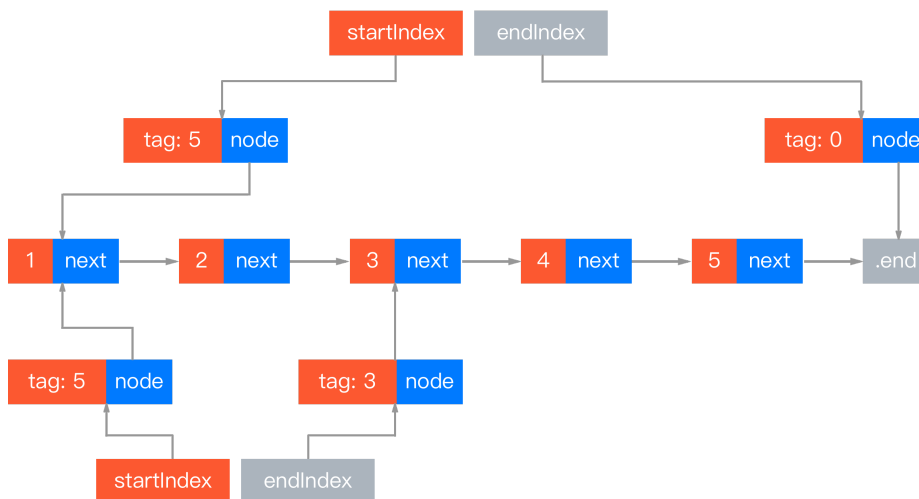 startIndex endIndex
tag: 5 node tag: 0 node
1 next 2 next 3 next 4 next 5 next .end
tag: 5 node tag: 3 node
startIndex endIndex